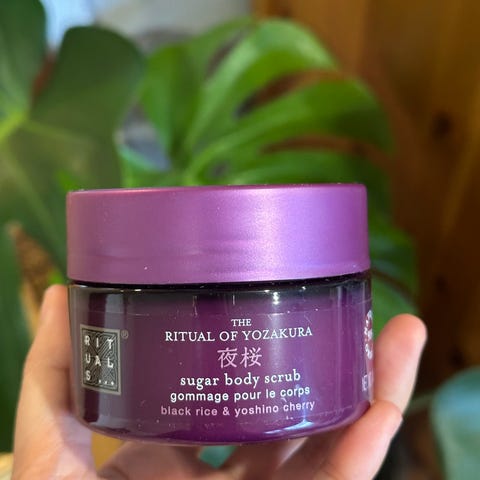 THE
RITUAL OF YOZAKURA
夜桜
sugar body scrub
gommage pour le corps
black rice & yoshino cherry
RITUALS...®